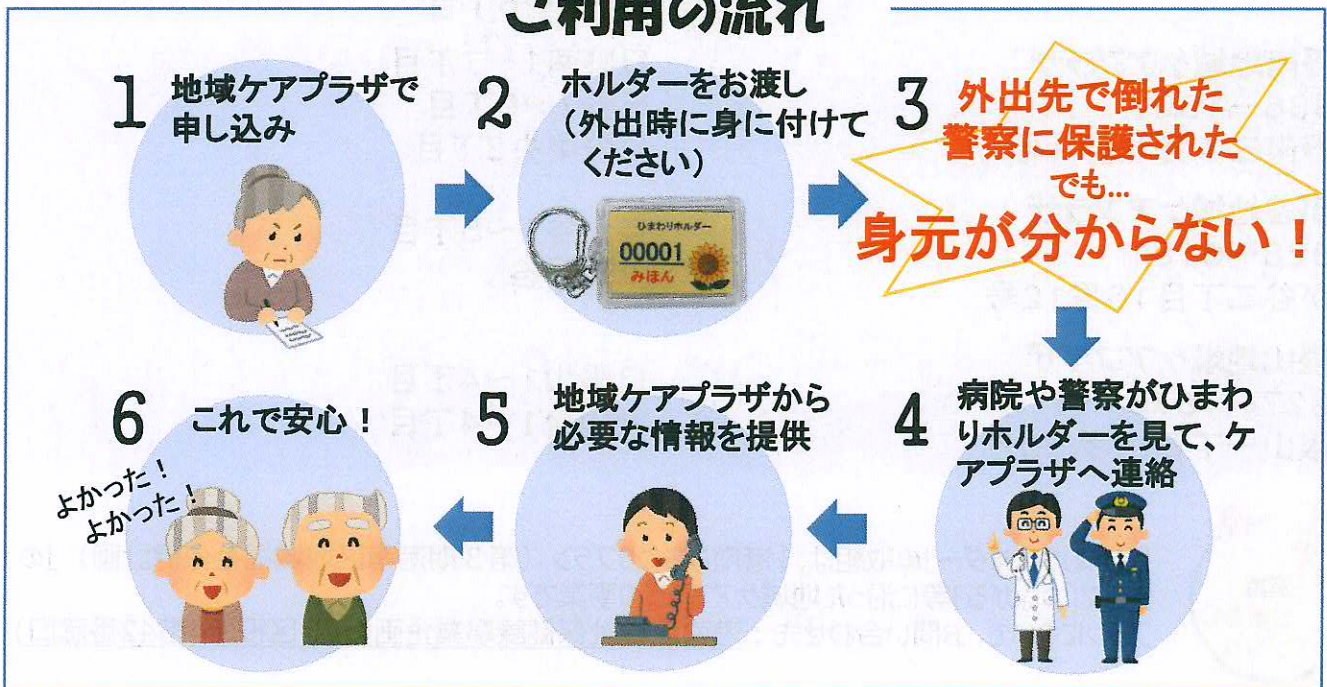 ご利用の流れ
1 地域ケアプラザで
申し込み
2 ホルダーをお渡し
（外出時に身に付けて
ください）
ひまわりホルダー
00001
みほん
3 外出先で倒れた
警察に保護された
でも...
身元が分からない！
4 病院や警察がひまわ
りホルダーを見て、ケ
アプラザへ連絡
5 地域ケアプラザから
必要な情報を提供
6 これで安心！
よかった！
よかった！